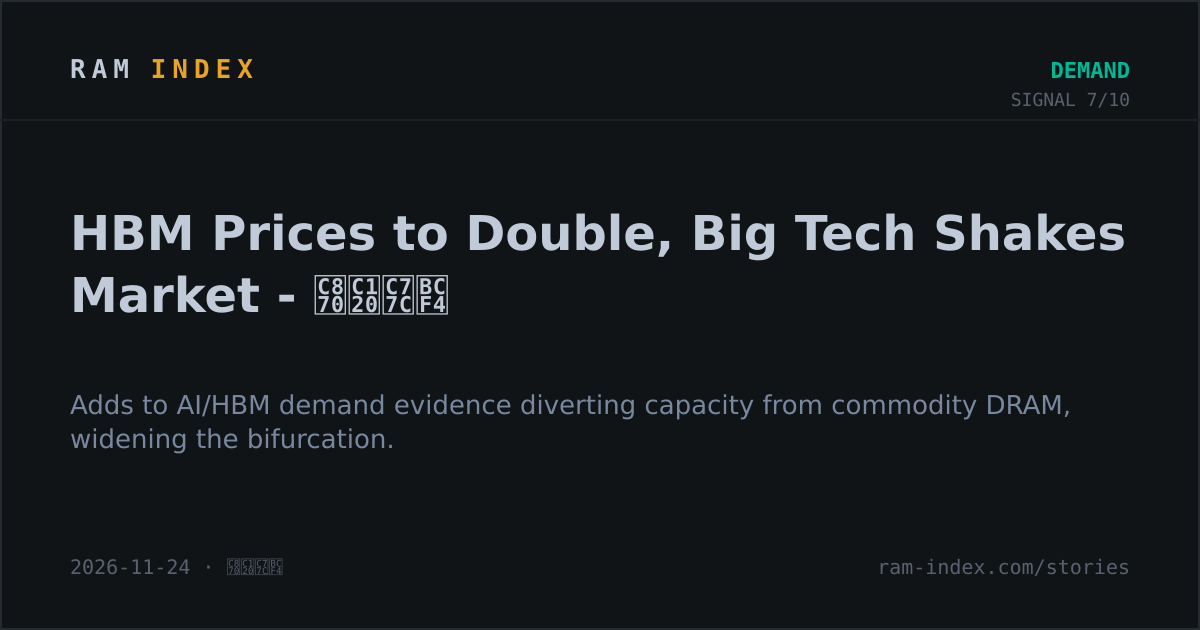 RAM INDEX
DEMAND
SIGNAL 7/10
HBM Prices to Double, Big Tech Shakes
Market -
Adds to AI/HBM demand evidence diverting capacity from commodity DRAM,
widening the bifurcation.
2026-11-24 ·
ram-index.com/stories